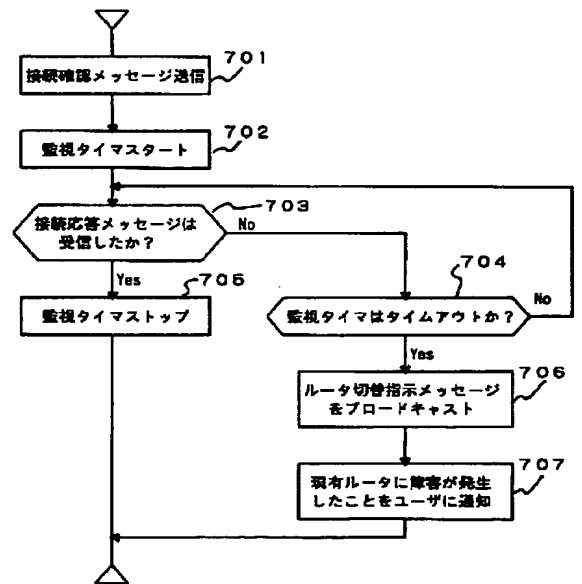 701
接続確認メッセージ送信
702
監視タイマスタート
703
接続応答メッセージは
受信したか?
No
704
Yes
705
監視タイマストップ
監視タイマはタイムアウトか?
No
Yes
706
ルータ切替指示メッセージ
をブロードキャスト
707
現有ルータに障害が発生
したことをユーザに通知